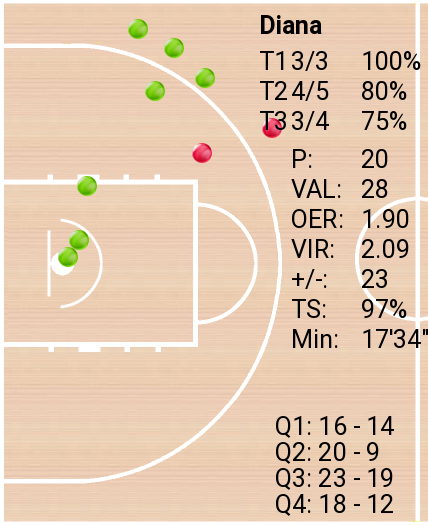 Diana
T1 3/3 100%
T2 4/5 80%
T3 3/4 75%
P: 20
VAL: 28
OER: 1.90
VIR: 2.09
+/-: 23
TS: 97%
Min: 17'34"
Q1: 16 - 14
Q2: 20 - 9
Q3: 23 - 19
Q4: 18 - 12